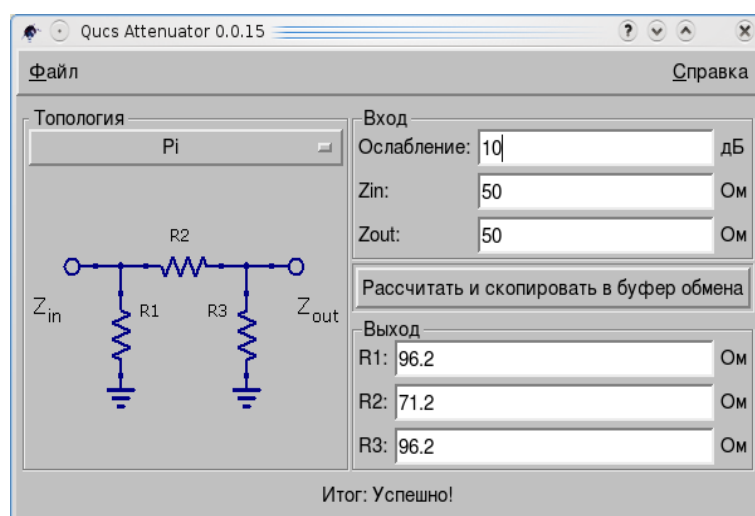 Qucs Attenuator 0.0.15
Файл Справка
Топология
Pi
R2
Zin
R1
R3
Zout
Вход
Ослабление: 10 дБ
Zin: 50 Ом
Zout: 50 Ом
Рассчитать и скопировать в буфер обмена
Выход
R1: 96.2 Ом
R2: 71.2 Ом
R3: 96.2 Ом
Итог: Успешно!